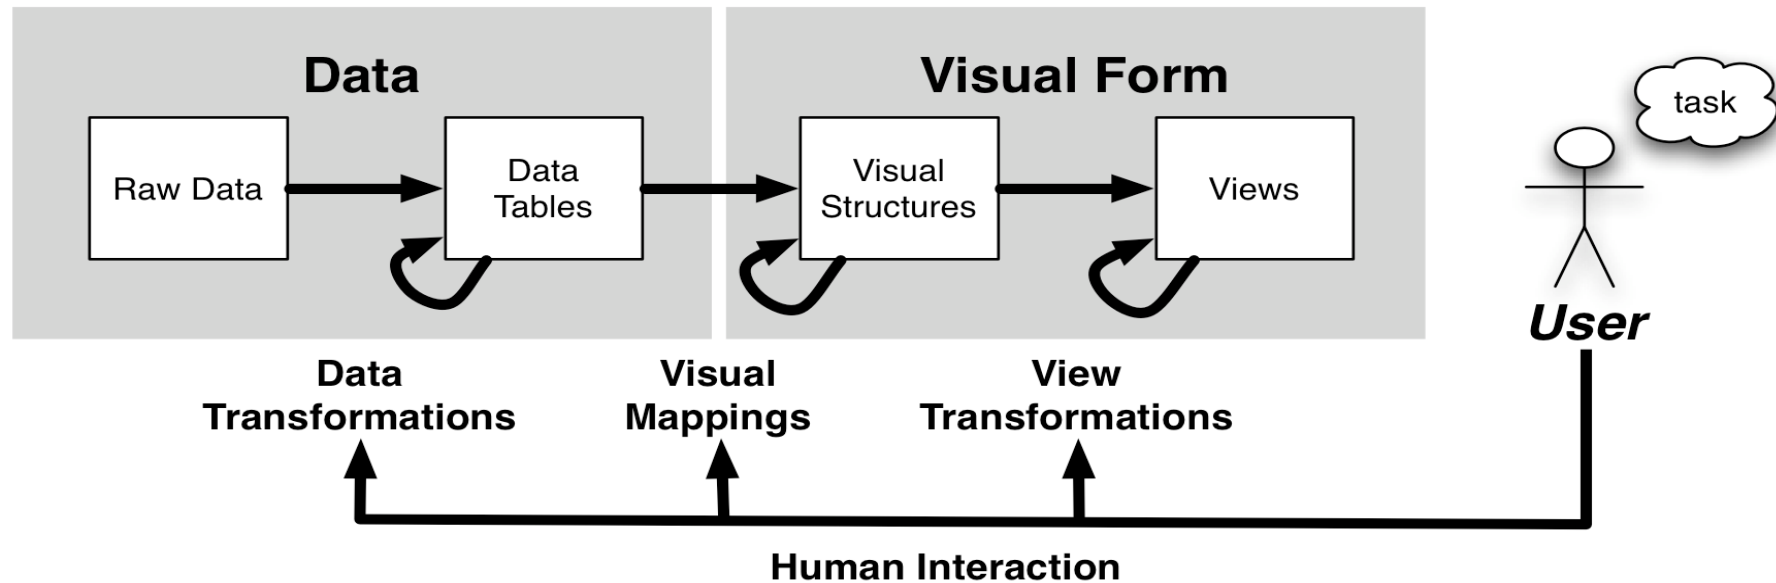 Data
Visual Form
task
Raw Data
Data
Tables
Visual
Structures
Views
User
Data
Transformations
Visual
Mappings
View
Transformations
Human Interaction